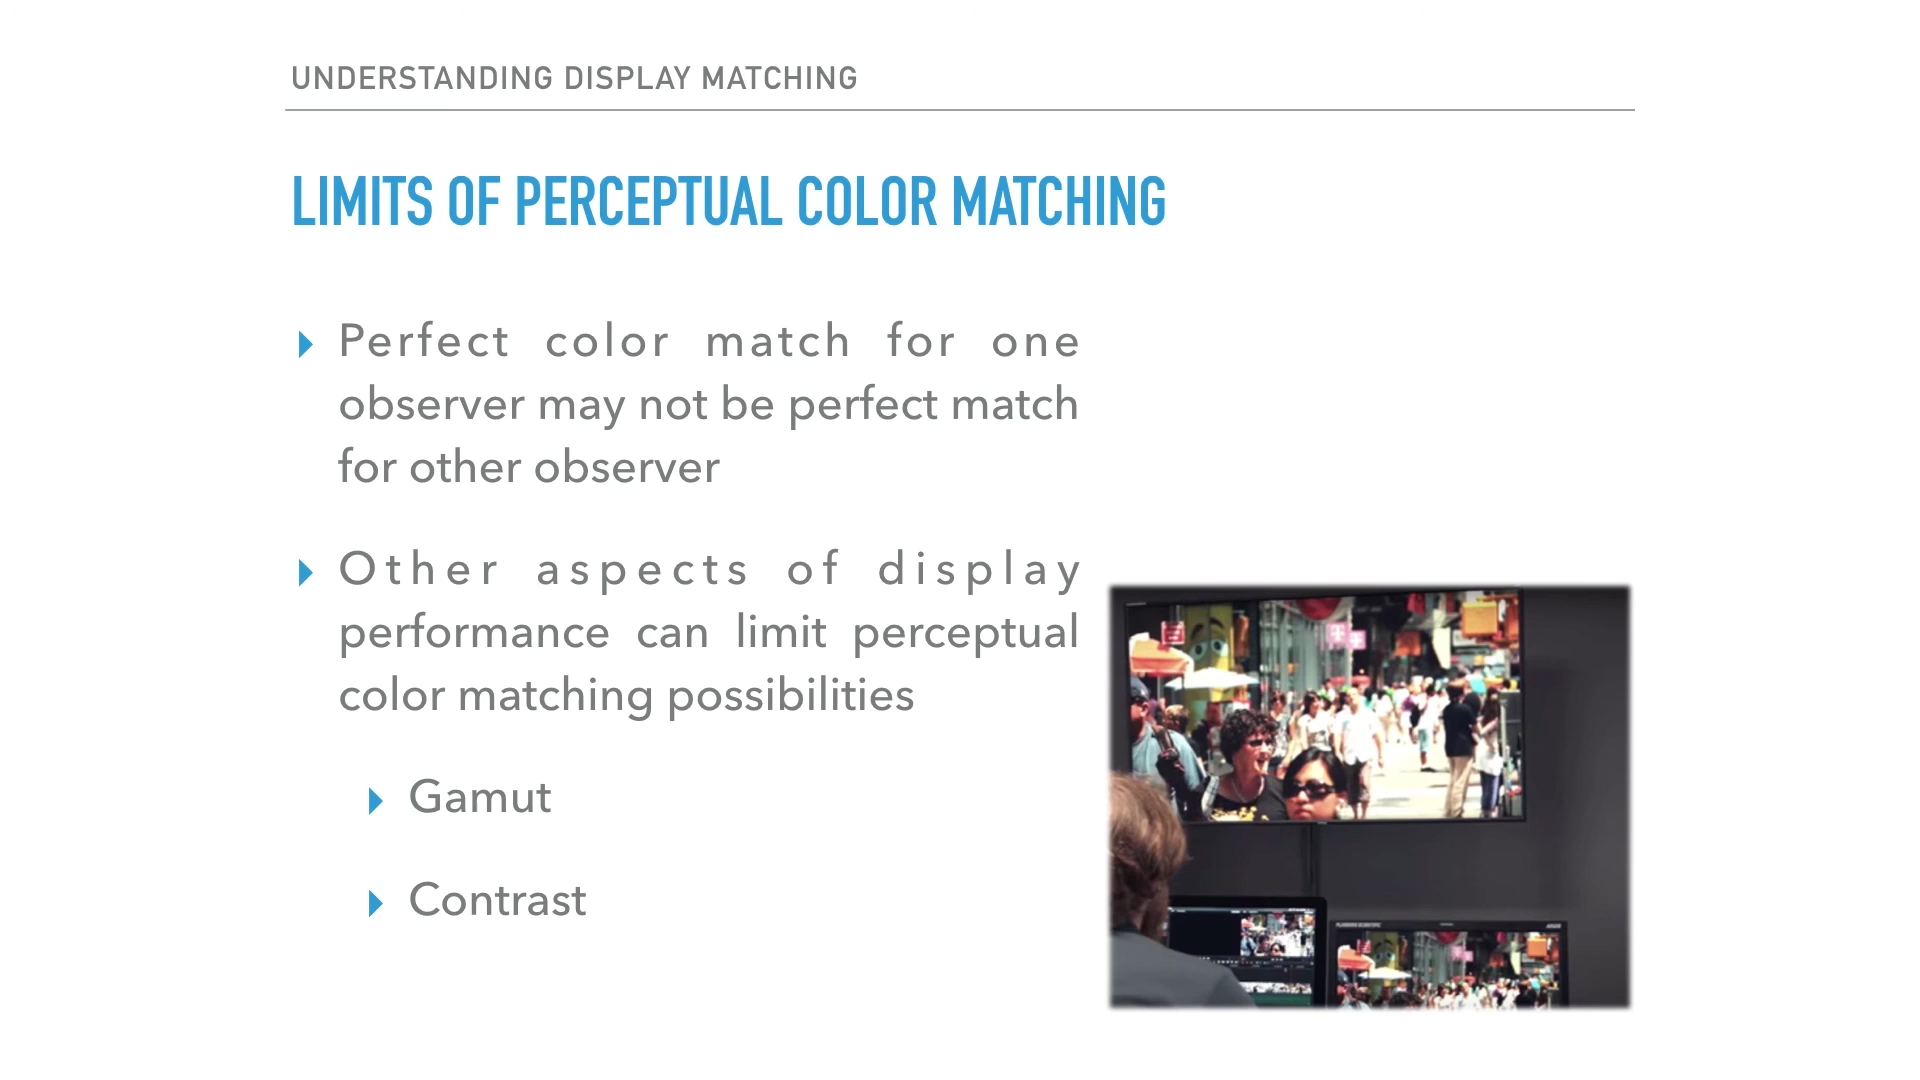 UNDERSTANDING DISPLAY MATCHING
LIMITS OF PERCEPTUAL COLOR MATCHING
Perfect color match for one
observer may not be perfect match
for other observer
Other aspects of display
performance can limit perceptual
color matching possibilities
Gamut
Contrast